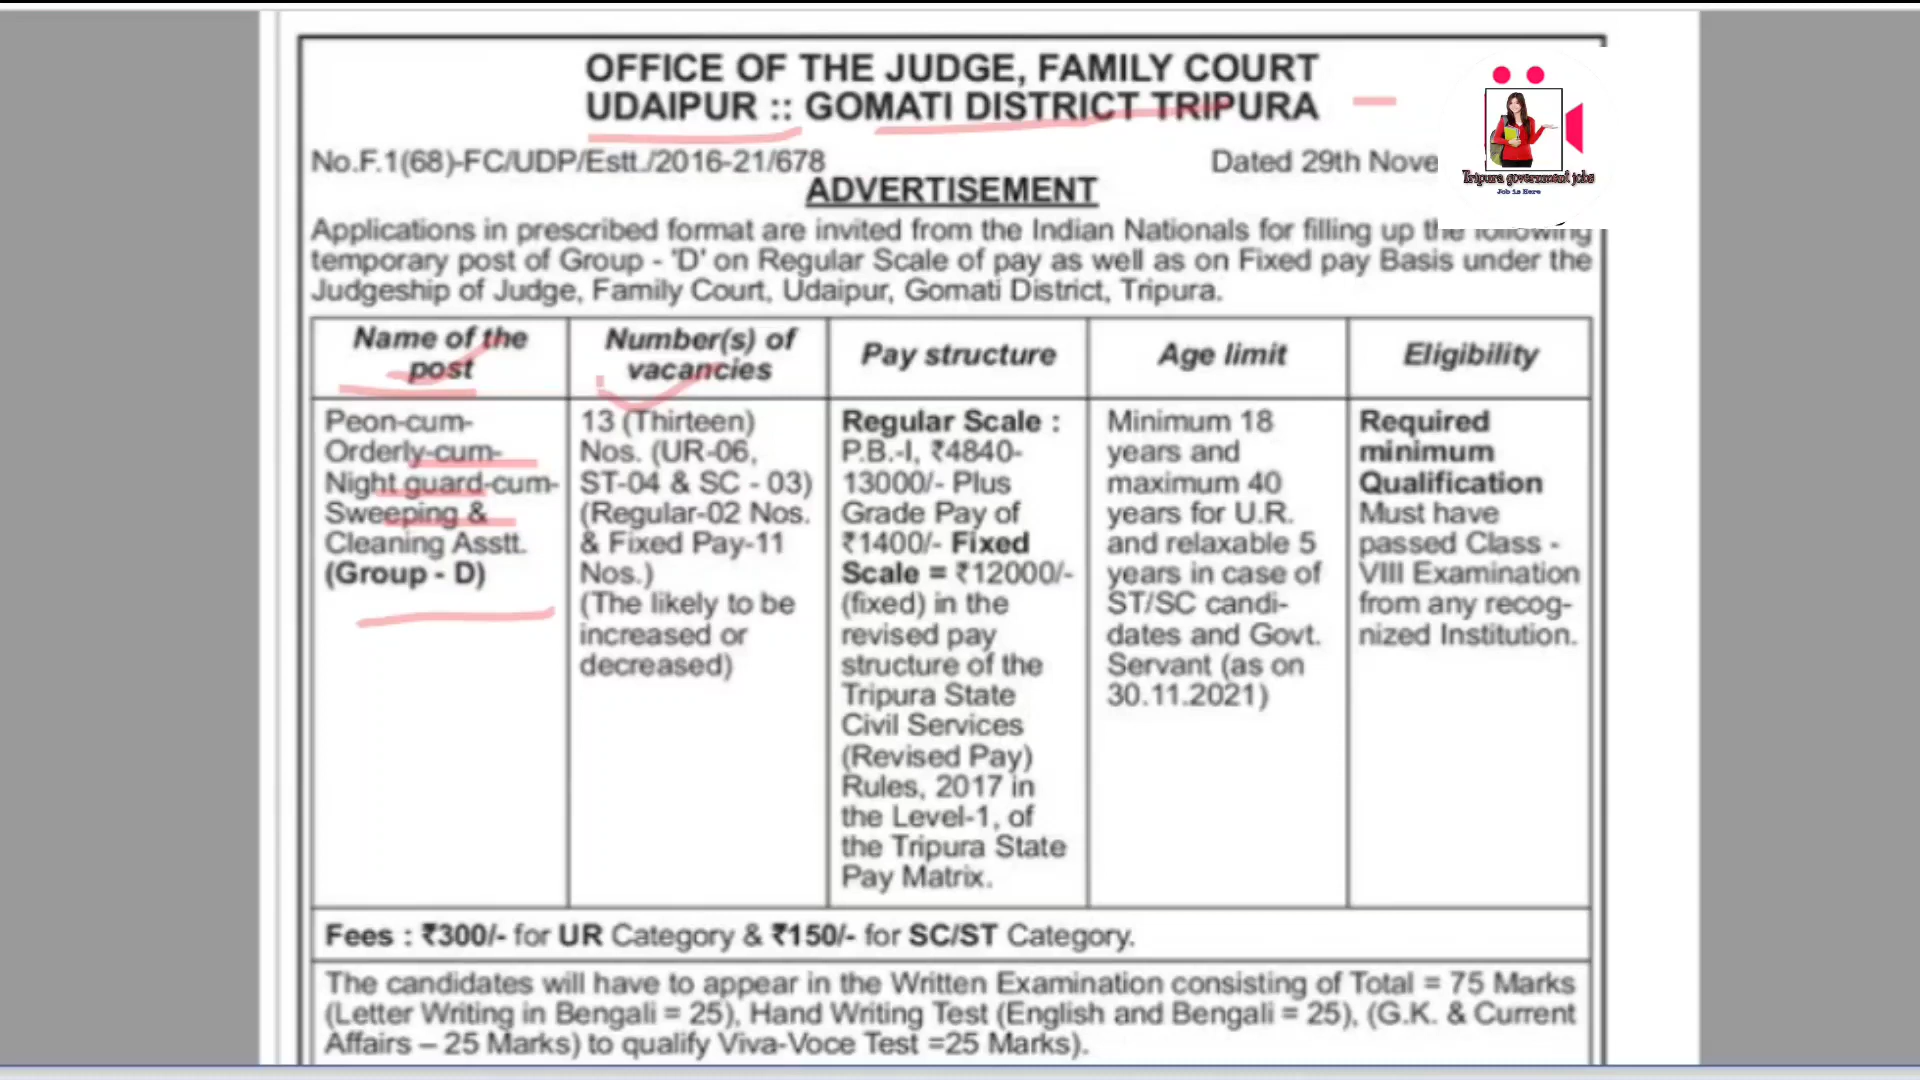 OFFICE OF THE JUDGE, FAMILY COURT
UDAIPUR :: GOMATI DISTRICT TRIPURA
No.F.1(68)-FC/UDP/Estt./2016-21/678 Dated 29th Nove
Tripura government jobs
Job is Here
ADVERTISEMENT
Applications in prescribed format are invited from the Indian Nationals for filling up the following
temporary post of Group - 'D' on Regular Scale of pay as well as on Fixed pay Basis under the
Judgeship of Judge, Family Court, Udaipur, Gomati District, Tripura.
Name of the
post
Number(s) of
vacancies
Pay structure
Age limit
Eligibility
Peon-cum-
Orderly-cum-
Night guard-cum-
Sweeping &
Cleaning Asstt.
(Group - D)
13 (Thirteen)
Nos. (UR-06,
ST-04 & SC - 03)
(Regular-02 Nos.
& Fixed Pay-11
Nos.)
(The likely to be
increased or
decreased)
Regular Scale :
P.B.-I, ₹4840-
13000/- Plus
Grade Pay of
₹1400/- Fixed
Scale = ₹12000/-
(fixed) in the
revised pay
structure of the
Tripura State
Civil Services
(Revised Pay)
Rules, 2017 in
the Level-1, of
the Tripura State
Pay Matrix.
Minimum 18
years and
maximum 40
years for U.R.
and relaxable 5
years in case of
ST/SC candi-
dates and Govt.
Servant (as on
30.11.2021)
Required
minimum
Qualification
Must have
passed Class -
VIII Examination
from any recog-
nized Institution.
Fees : ₹300/- for UR Category & ₹150/- for SC/ST Category.
The candidates will have to appear in the Written Examination consisting of Total = 75 Marks
(Letter Writing in Bengali = 25), Hand Writing Test (English and Bengali = 25), (G.K. & Current
Affairs – 25 Marks) to qualify Viva-Voce Test =25 Marks).